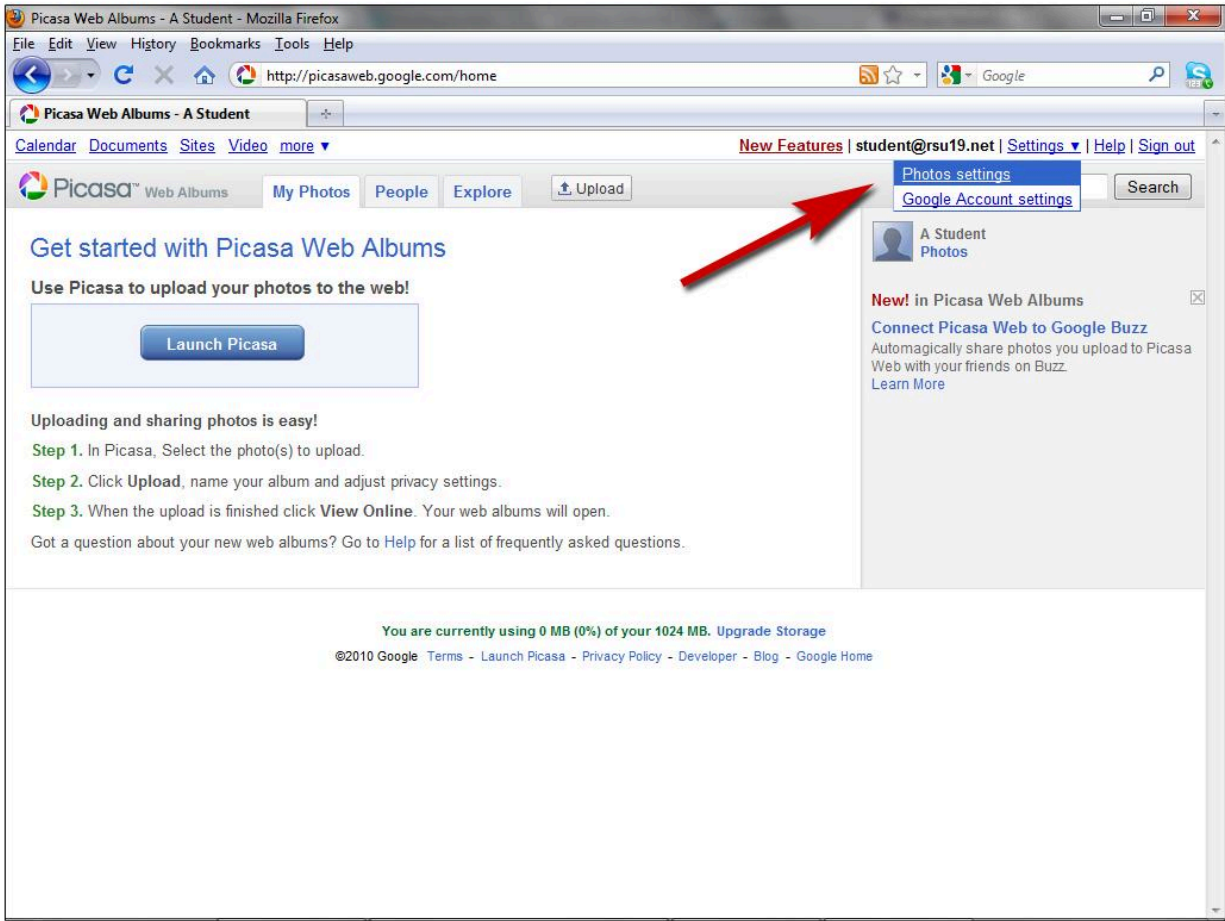 Picasa Web Albums - A Student - Mozilla Firefox
File Edit View History Bookmarks Tools Help
http://picasaweb.google.com/home
Google
Picasa Web Albums - A Student
Calendar Documents Sites Video more ▼
New Features | student@rsu19.net | Settings ▼ | Help | Sign out
Picasa™ Web Albums
My Photos
People
Explore
Upload
Photos settings
Google Account settings
Search
Get started with Picasa Web Albums
Use Picasa to upload your photos to the web!
Launch Picasa
Uploading and sharing photos is easy!
Step 1. In Picasa, Select the photo(s) to upload.
Step 2. Click Upload, name your album and adjust privacy settings.
Step 3. When the upload is finished click View Online. Your web albums will open.
Got a question about your new web albums? Go to Help for a list of frequently asked questions.
A Student
Photos
New! in Picasa Web Albums
Connect Picasa Web to Google Buzz
Automagically share photos you upload to Picasa
Web with your friends on Buzz.
Learn More
You are currently using 0 MB (0%) of your 1024 MB. Upgrade Storage
©2010 Google Terms - Launch Picasa - Privacy Policy - Developer - Blog - Google Home